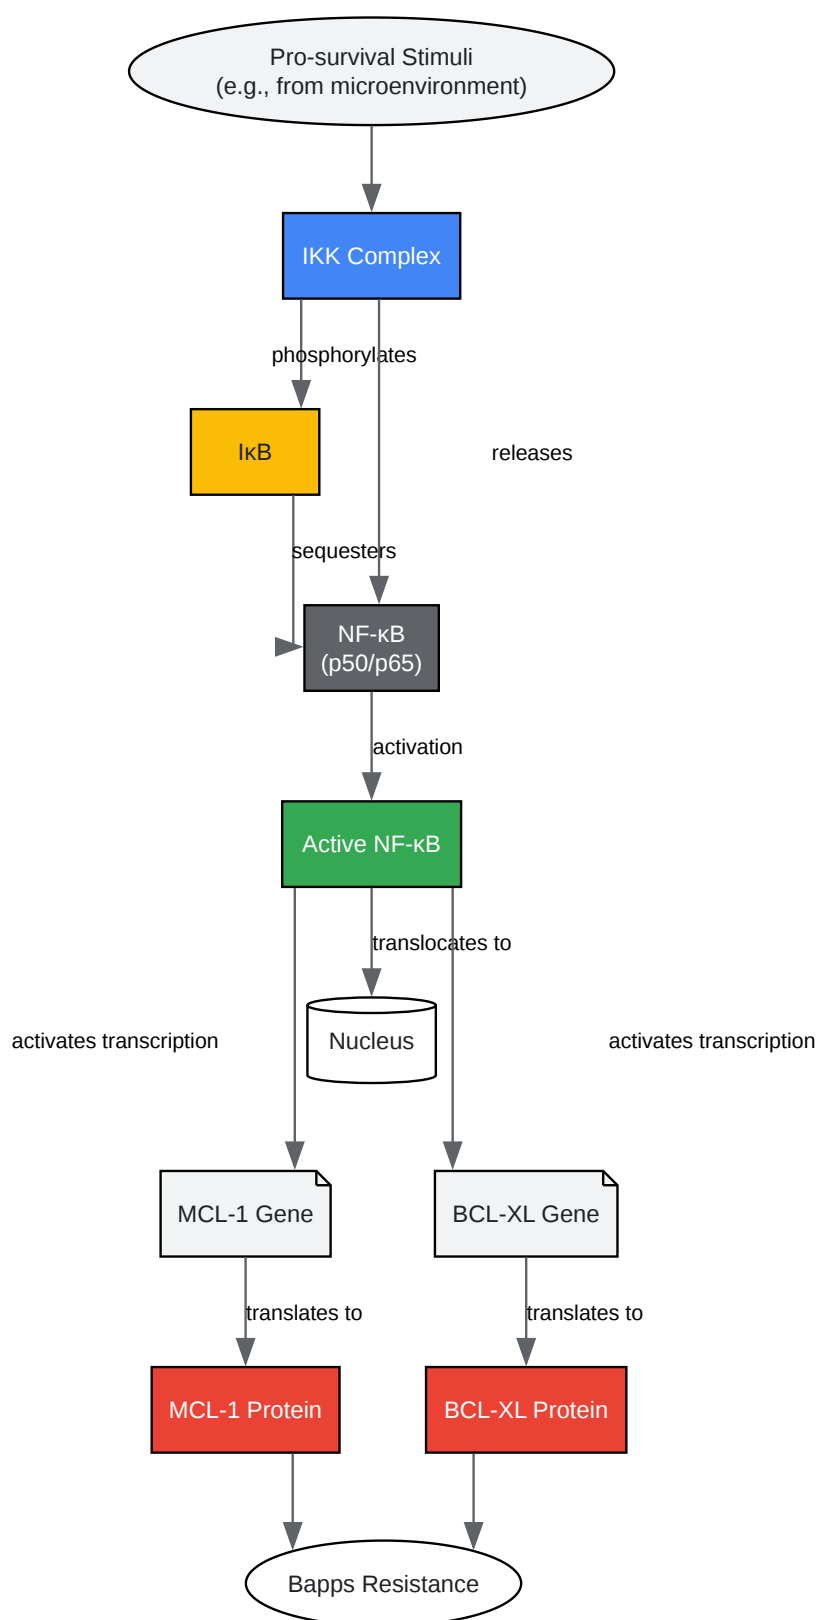 Pro-survival Stimuli
(e.g., from microenvironment)
IKK Complex
phosphorylates
IκB
releases
sequesters
NF-κB
(p50/p65)
activation
Active NF-κB
translocates to
activates transcription
Nucleus
activates transcription
MCL-1 Gene
BCL-XL Gene
translates to
translates to
MCL-1 Protein
BCL-XL Protein
Bapps Resistance